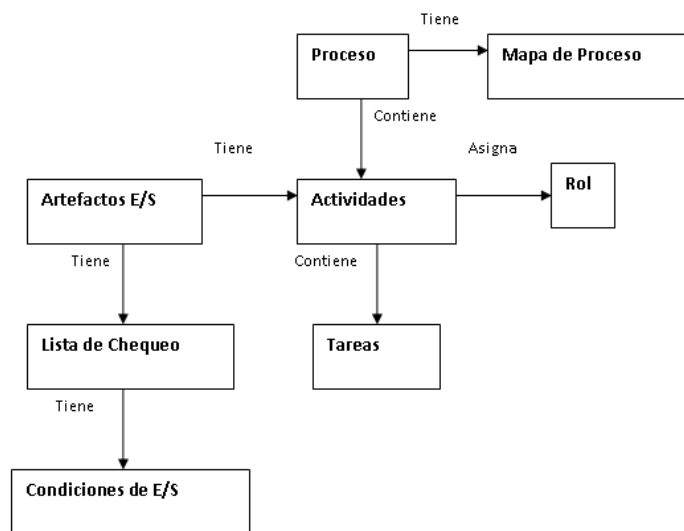 Tiene
Proceso
Mapa de Proceso
Contiene
Tiene
Asigna
Artefactos E/S
Actividades
Rol
Tiene
Contiene
Lista de Chequeo
Tareas
Tiene
Condiciones de E/S